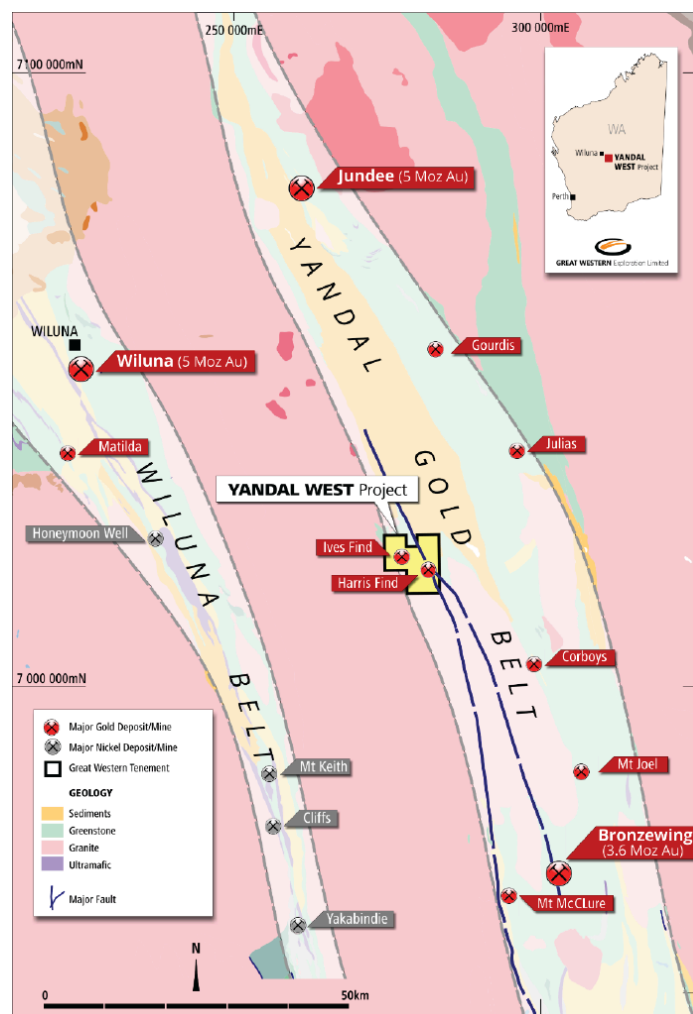 250 000mE
300 000mE
7100 000mN
WA
Wiluna
YANDAL
WEST Project
Perth
GREAT WESTERN Exploration Limited
Jundee (5 Moz Au)
YANDAL
GOLD
BELT
Gourdis
WILUNA
Wiluna (5 Moz Au)
Matilda
Julias
WILUNA
BELT
YANDAL WEST Project
Honeymoon Well
Ives Find
Harris Find
Corboys
7 000 000mN
Mt Keith
Mt Joel
Cliffs
Bronzewing
(3.6 Moz Au)
Mt McCLure
Yakabindie
Major Gold Deposit/Mine
Major Nickel Deposit/Mine
Great Western Tenement
GEOLOGY
Sediments
Greenstone
Granite
Ultramafic
Major Fault
N
0
50km